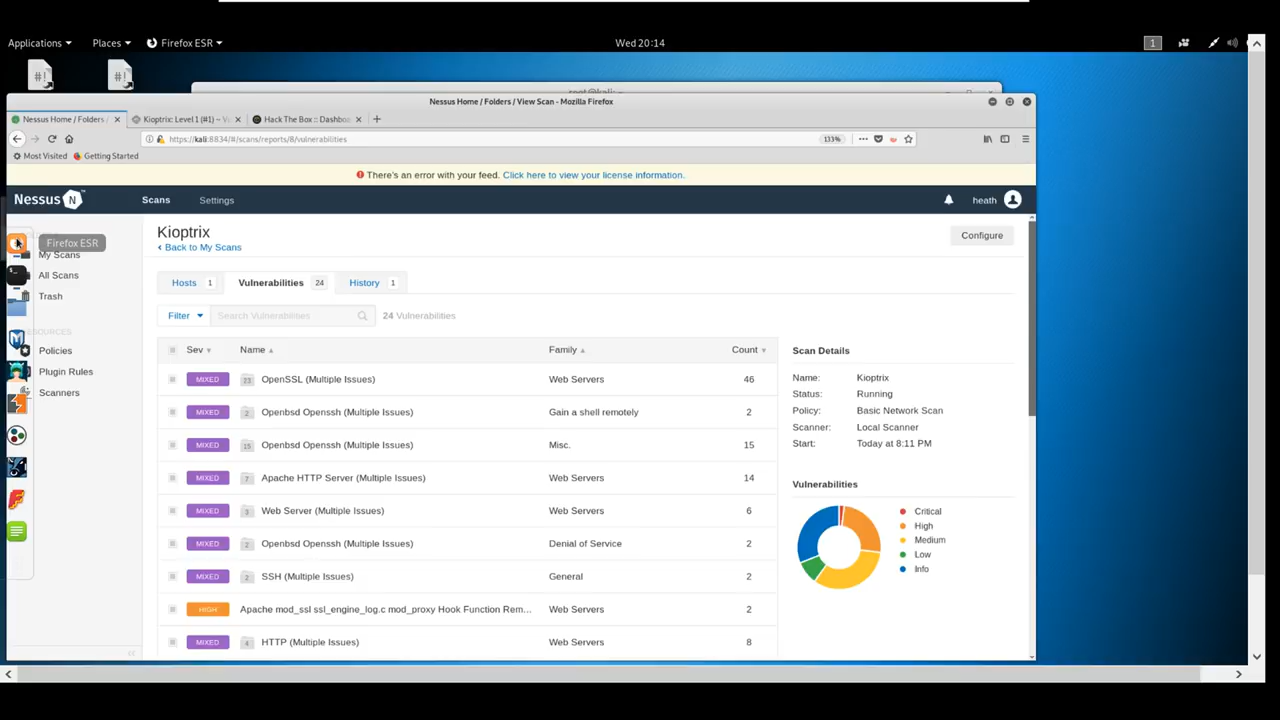 Applications Places Firefox ESR Wed 20:14 1
#! #!
Nessus Home / Folders / View Scan - Mozilla Firefox
Nessus Home / Folders / Kioptrix: Level 1 (#1) ~ V Hack The Box :: Dashboa
https://kali:8834/#/scans/reports/8/vulnerabilities 133%
Most Visited Getting Started
There's an error with your feed. Click here to view your license information.
Nessus N Scans Settings heath
Kioptrix
Back to My Scans
Configure
Firefox ESR
My Scans
All Scans
Trash
Policies
Plugin Rules
Scanners
Hosts 1 Vulnerabilities 24 History 1
Filter Search Vulnerabilities 24 Vulnerabilities
Sev Name Family Count
MIXED 23 OpenSSL (Multiple Issues) Web Servers 46
MIXED 2 Openbsd Openssh (Multiple Issues) Gain a shell remotely 2
MIXED 15 Openbsd Openssh (Multiple Issues) Misc. 15
MIXED 7 Apache HTTP Server (Multiple Issues) Web Servers 14
MIXED 3 Web Server (Multiple Issues) Web Servers 6
MIXED 2 Openbsd Openssh (Multiple Issues) Denial of Service 2
MIXED 2 SSH (Multiple Issues) General 2
HIGH Apache mod_ssl ssl_engine_log.c mod_proxy Hook Function Rem... Web Servers 2
MIXED 4 HTTP (Multiple Issues) Web Servers 8
Scan Details
Name: Kioptrix
Status: Running
Policy: Basic Network Scan
Scanner: Local Scanner
Start: Today at 8:11 PM
Vulnerabilities
Critical
High
Medium
Low
Info